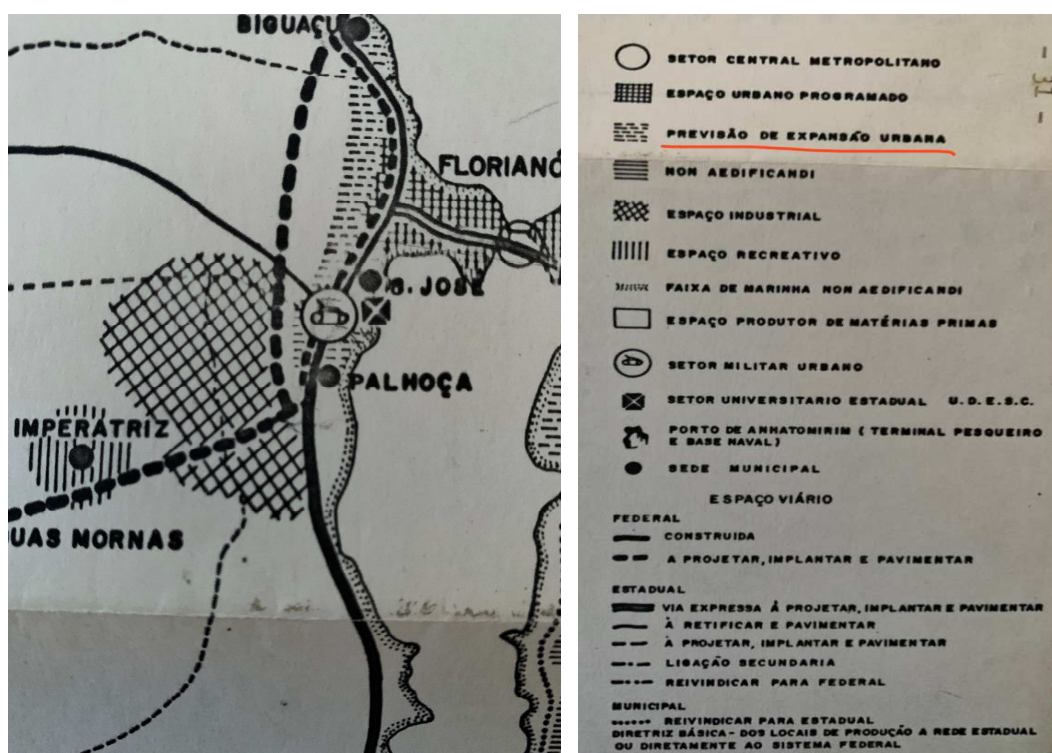 BIGUAÇU
FLORIANÓ
S. JOSÉ
PALHOÇA
IMPERATRIZ
UAS MORNAS
- 31 -
SETOR CENTRAL METROPOLITANO
ESPAÇO URBANO PROGRAMADO
PREVISÃO DE EXPANSÃO URBANA
NON AEDIFICANDI
ESPAÇO INDUSTRIAL
ESPAÇO RECREATIVO
FAIXA DE MARINHA NON AEDIFICANDI
ESPAÇO PRODUTOR DE MATÉRIAS PRIMAS
SETOR MILITAR URBANO
SETOR UNIVERSITARIO ESTADUAL U.D.E.S.C.
PORTO DE ANHATOMIRIM ( TERMINAL PESQUEIRO
E BASE NAVAL)
SEDE MUNICIPAL
ESPAÇO VIÁRIO
FEDERAL
CONSTRUIDA
A PROJETAR, IMPLANTAR E PAVIMENTAR
ESTADUAL
VIA EXPRESSA À PROJETAR, IMPLANTAR E PAVIMENTAR
À RETIFICAR E PAVIMENTAR
À PROJETAR, IMPLANTAR E PAVIMENTAR
LIGAÇÃO SECUNDARIA
REIVINDICAR PARA FEDERAL
MUNICIPAL
REIVINDICAR PARA ESTADUAL
DIRETRIZ BÁSICA - DOS LOCAIS DE PRODUÇÃO A REDE ESTADUAL
OU DIRETAMENTE AO SISTEMA FEDERAL